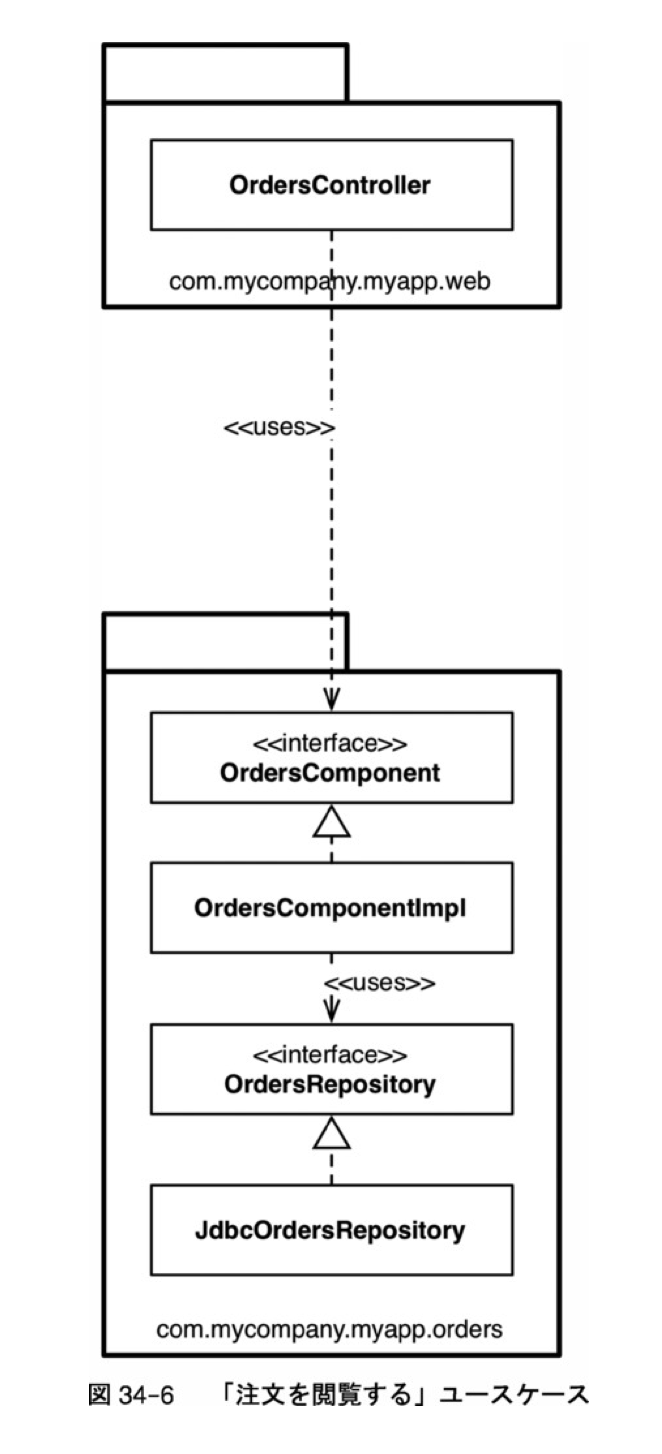 OrdersController
com.mycompany.myapp.web
<<uses>>
<<interface>>
OrdersComponent
OrdersComponentImpl
<<uses>>
<<interface>>
OrdersRepository
JdbcOrdersRepository
com.mycompany.myapp.orders
図 34-6 「注文を閲覧する」ユースケース